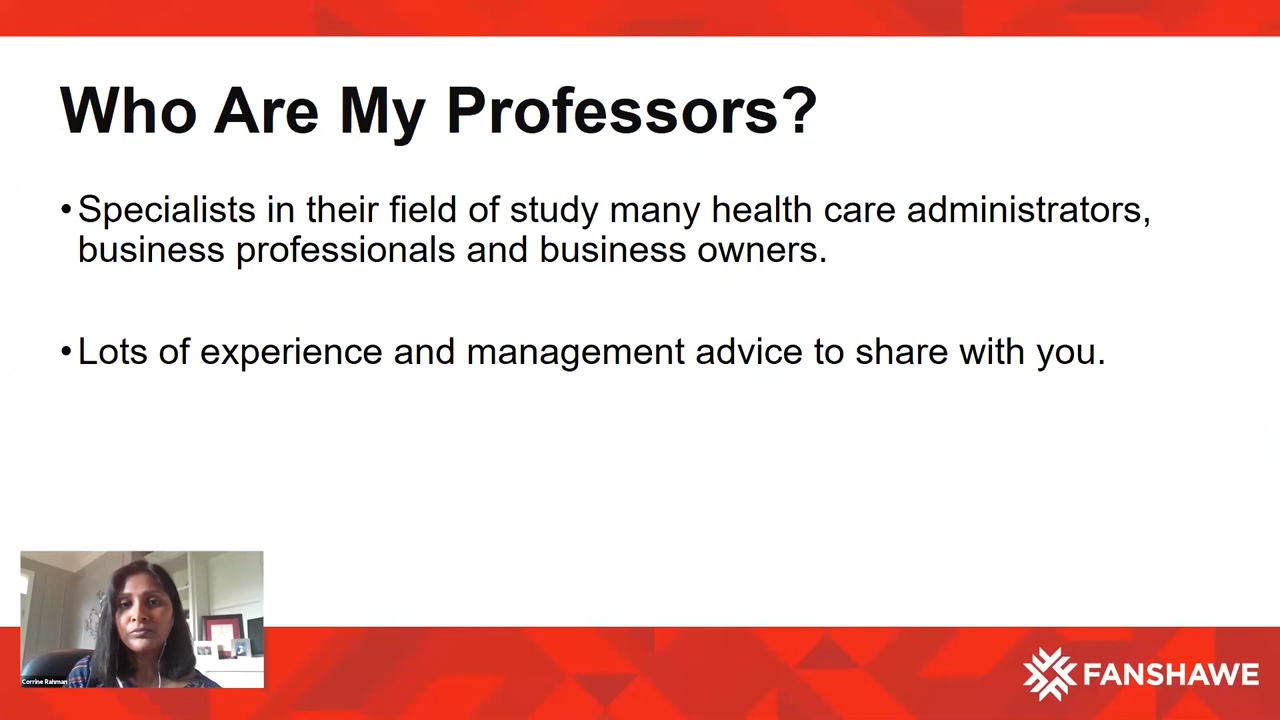 Who Are My Professors?
•Specialists in their field of study many health care administrators,
business professionals and business owners.
•Lots of experience and management advice to share with you.
Corrine Rahman
FANSHAWE